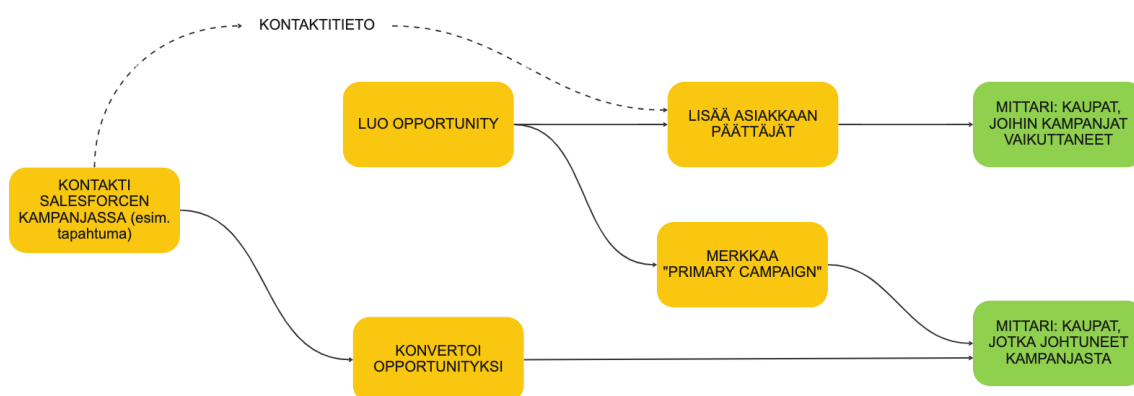 KONTAKTITIETO
LUO OPPORTUNITY
LISÄÄ ASIAKKAAN
PÄÄTTÄJÄT
MITTARI: KAUPAT,
JOIHIN KAMPANJAT
VAIKUTTANEET
KONTAKTI
SALESFORCEN
KAMPANJASSA (esim.
tapahtuma)
MERKKAA
"PRIMARY CAMPAIGN"
KONVERTOI
OPPORTUNITYKSI
MITTARI: KAUPAT,
JOTKA JOHTUNEET
KAMPANJASTA